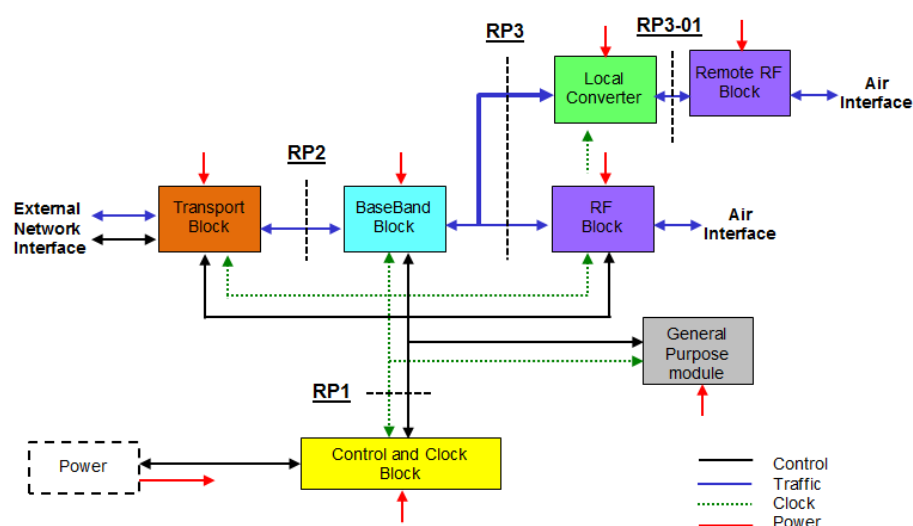 RP3-01
RP3
Local
Converter
Remote RF
Block
Air
Interface
RP2
External
Network
Interface
Transport
Block
BaseBand
Block
RF
Block
Air
Interface
General
Purpose
module
RP1
Power
Control and Clock
Block
Control
Traffic
Clock
Power